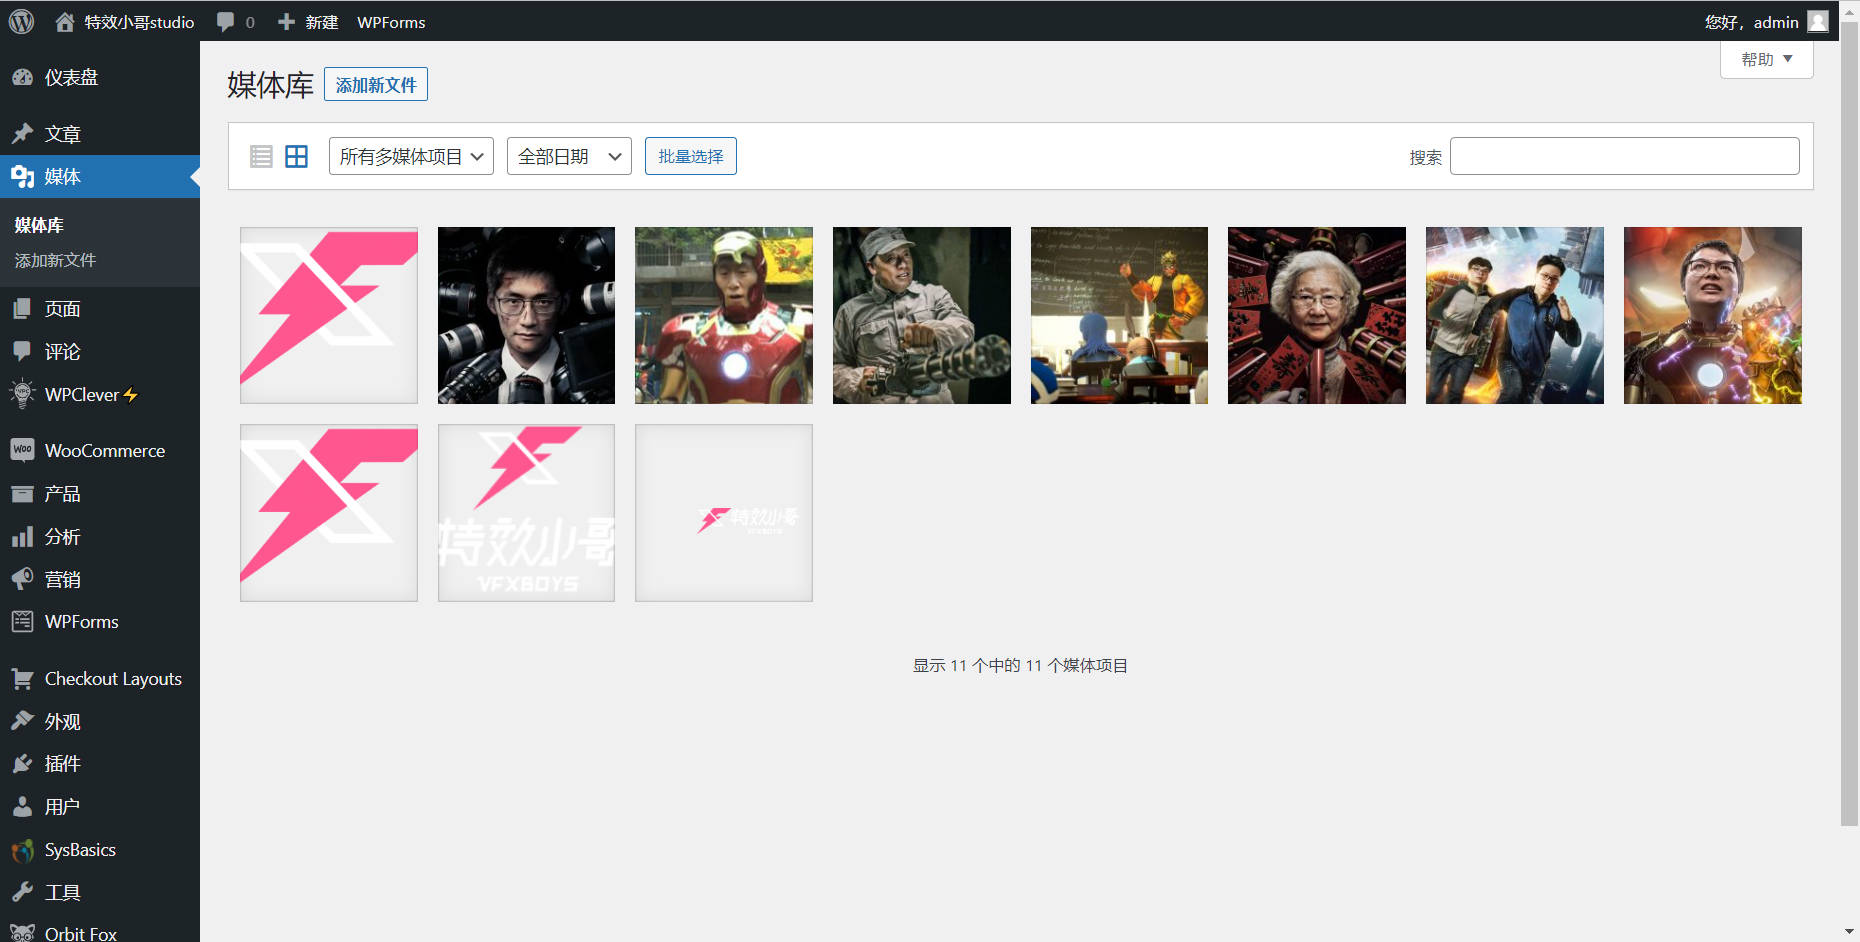 特效小哥studio
0
新建
WPForms
您好，admin
帮助
仪表盘
文章
媒体
媒体库
添加新文件
页面
评论
WPClever⚡
Woo
WooCommerce
产品
分析
营销
WPForms
Checkout Layouts
外观
插件
用户
SysBasics
工具
Orbit Fox
媒体库
添加新文件
所有多媒体项目
全部日期
批量选择
搜索
特效小哥
VFXBOYS
特效小哥
VFXBOYS
显示 11 个中的 11 个媒体项目